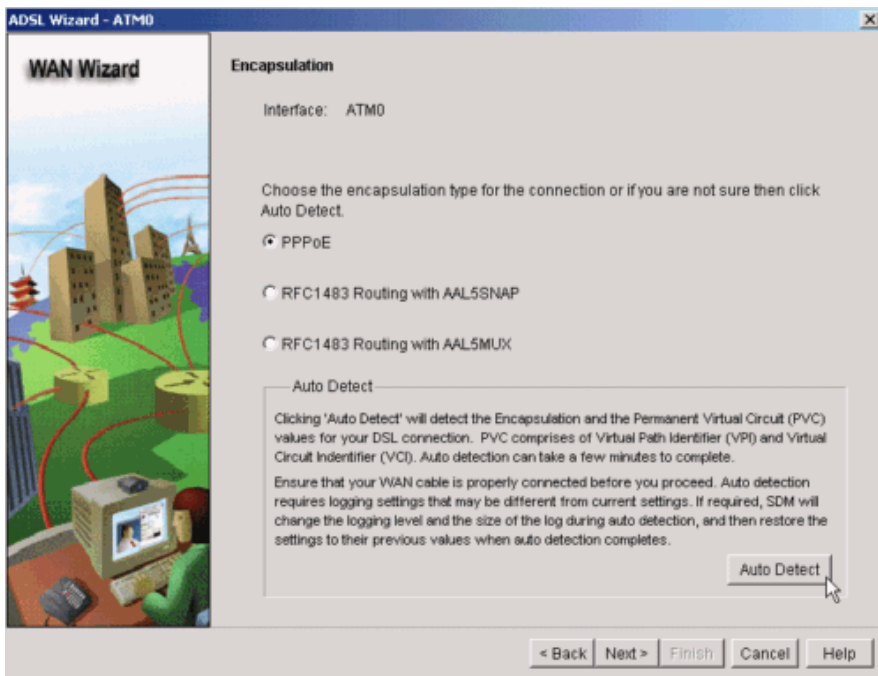 ADSL Wizard - ATM0
WAN Wizard
Encapsulation
Interface: ATM0
Choose the encapsulation type for the connection or if you are not sure then click
Auto Detect.
PPPoE
RFC1483 Routing with AAL5SNAP
RFC1483 Routing with AAL5MUX
Auto Detect
Clicking 'Auto Detect' will detect the Encapsulation and the Permanent Virtual Circuit (PVC)
values for your DSL connection. PVC comprises of Virtual Path Identifier (VPI) and Virtual
Circuit Indentifier (VCI). Auto detection can take a few minutes to complete.
Ensure that your WAN cable is properly connected before you proceed. Auto detection
requires logging settings that may be different from current settings. If required, SDM will
change the logging level and the size of the log during auto detection, and then restore the
settings to their previous values when auto detection completes.
Auto Detect
< Back Next > Finish Cancel Help